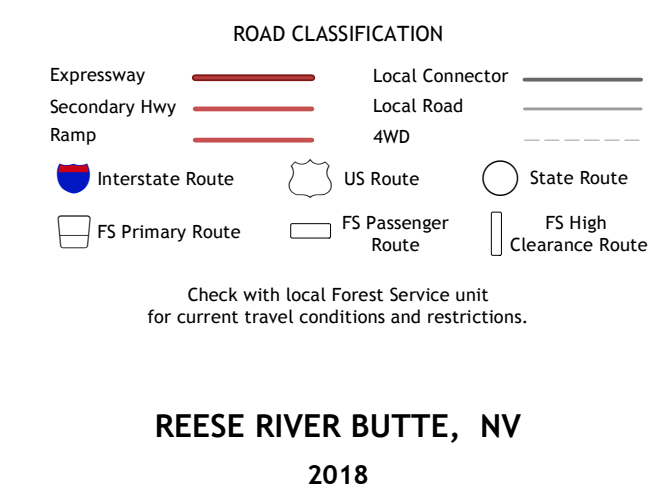 ROAD CLASSIFICATION
Expressway
Local Connector
Secondary Hwy
Local Road
Ramp
4WD
Interstate Route
US Route
State Route
FS Primary Route
FS Passenger
Route
FS High
Clearance Route
Check with local Forest Service unit
for current travel conditions and restrictions.
REESE RIVER BUTTE, NV
2018